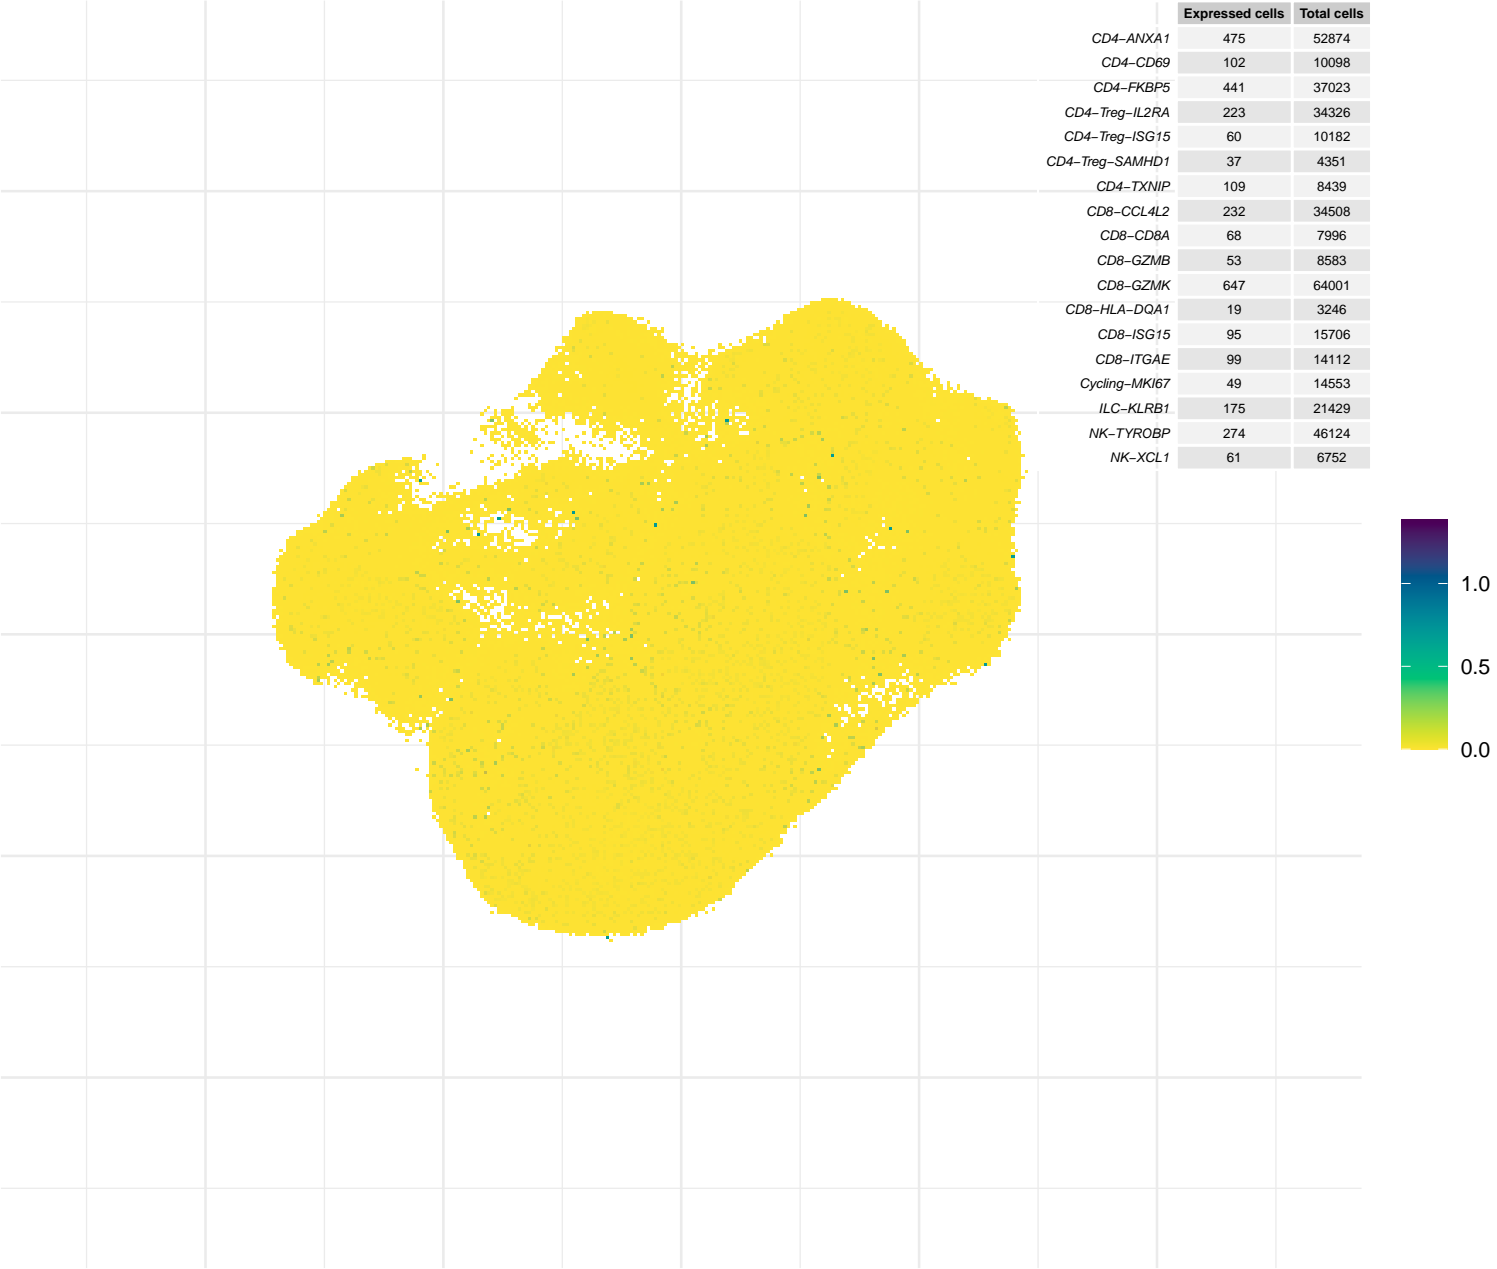 Expressed cells Total cells
CD4−ANXA1 475 52874
CD4−CD69 102 10098
CD4−FKBP5 441 37023
CD4−Treg−IL2RA 223 34326
CD4−Treg−ISG15 60 10182
CD4−Treg−SAMHD1 37 4351
CD4−TXNIP 109 8439
CD8−CCL4L2 232 34508
CD8−CD8A 68 7996
CD8−GZMB 53 8583
CD8−GZMK 647 64001
CD8−HLA−DQA1 19 3246
CD8−ISG15 95 15706
CD8−ITGAE 99 14112
Cycling−MKI67 49 14553
ILC−KLRB1 175 21429
NK−TYROBP 274 46124
NK−XCL1 61 6752
1.0
0.5
0.0